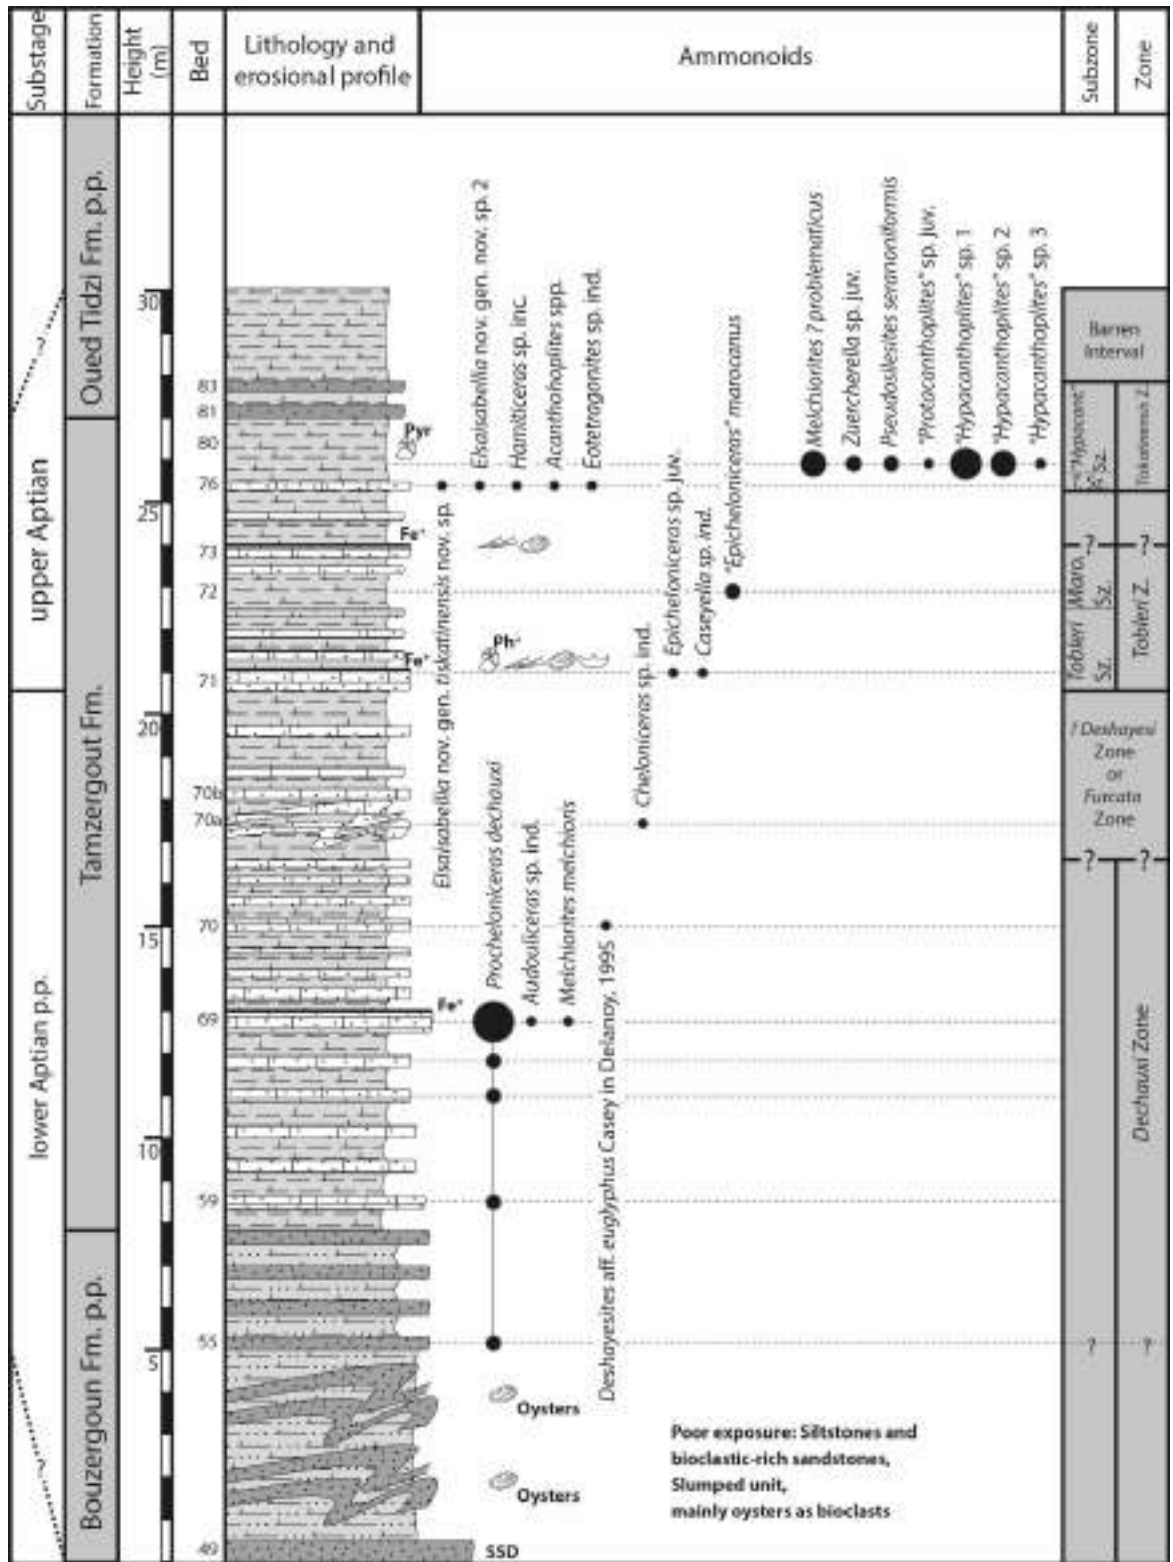 Substage
Formation
Height
(m)
Bed
Lithology and
erosional profile
Ammonoids
Subzone
Zone
upper Aptian
lower Aptian p.p.
Oued Tidzi Fm. p.p.
Tamzergout Fm.
Bouzergoun Fm. p.p.
30
25
20
15
10
5
83
81
80
76
73
72
71
70b
70a
70
69
59
55
49
Pyr
Fe⁺
Fe⁺
Fe⁺
Ph⁺
SSD
Elsaisabellia nov. gen. tiskatinensis nov. sp.
Elsaisabellia nov. gen. nov. sp. 2
Hamiticeras sp. inc.
Acanthoplites spp.
Eotetragonites sp. ind.
Procheloniceras dechauxi
Audouliceras sp. ind.
Melchiorites melchioris
Deshayesites aff. euglyphus Casey in Delanoy, 1995
Cheloniceras sp. ind.
Epicheloniceras sp. juv.
Caseyella sp. ind.
"Epicheloniceras" marocanus
Melchiorites ? problematicus
Zuercherella sp. juv.
Pseudosilesites seranoniformis
"Protacanthoplites" sp. juv.
"Hypacanthoplites" sp. 1
"Hypacanthoplites" sp. 2
"Hypacanthoplites" sp. 3
Oysters
Oysters
Poor exposure: Siltstones and
bioclastic-rich sandstones,
Slumped unit,
mainly oysters as bioclasts
Barren
Interval
"Hypacant"
Sz.
?
?
Maro.
Sz.
Tobleri
Sz.
Tobleri Z.
? Deshayesi
Zone
or
Furcata
Zone
?
?
Dechauxi Zone
?
?